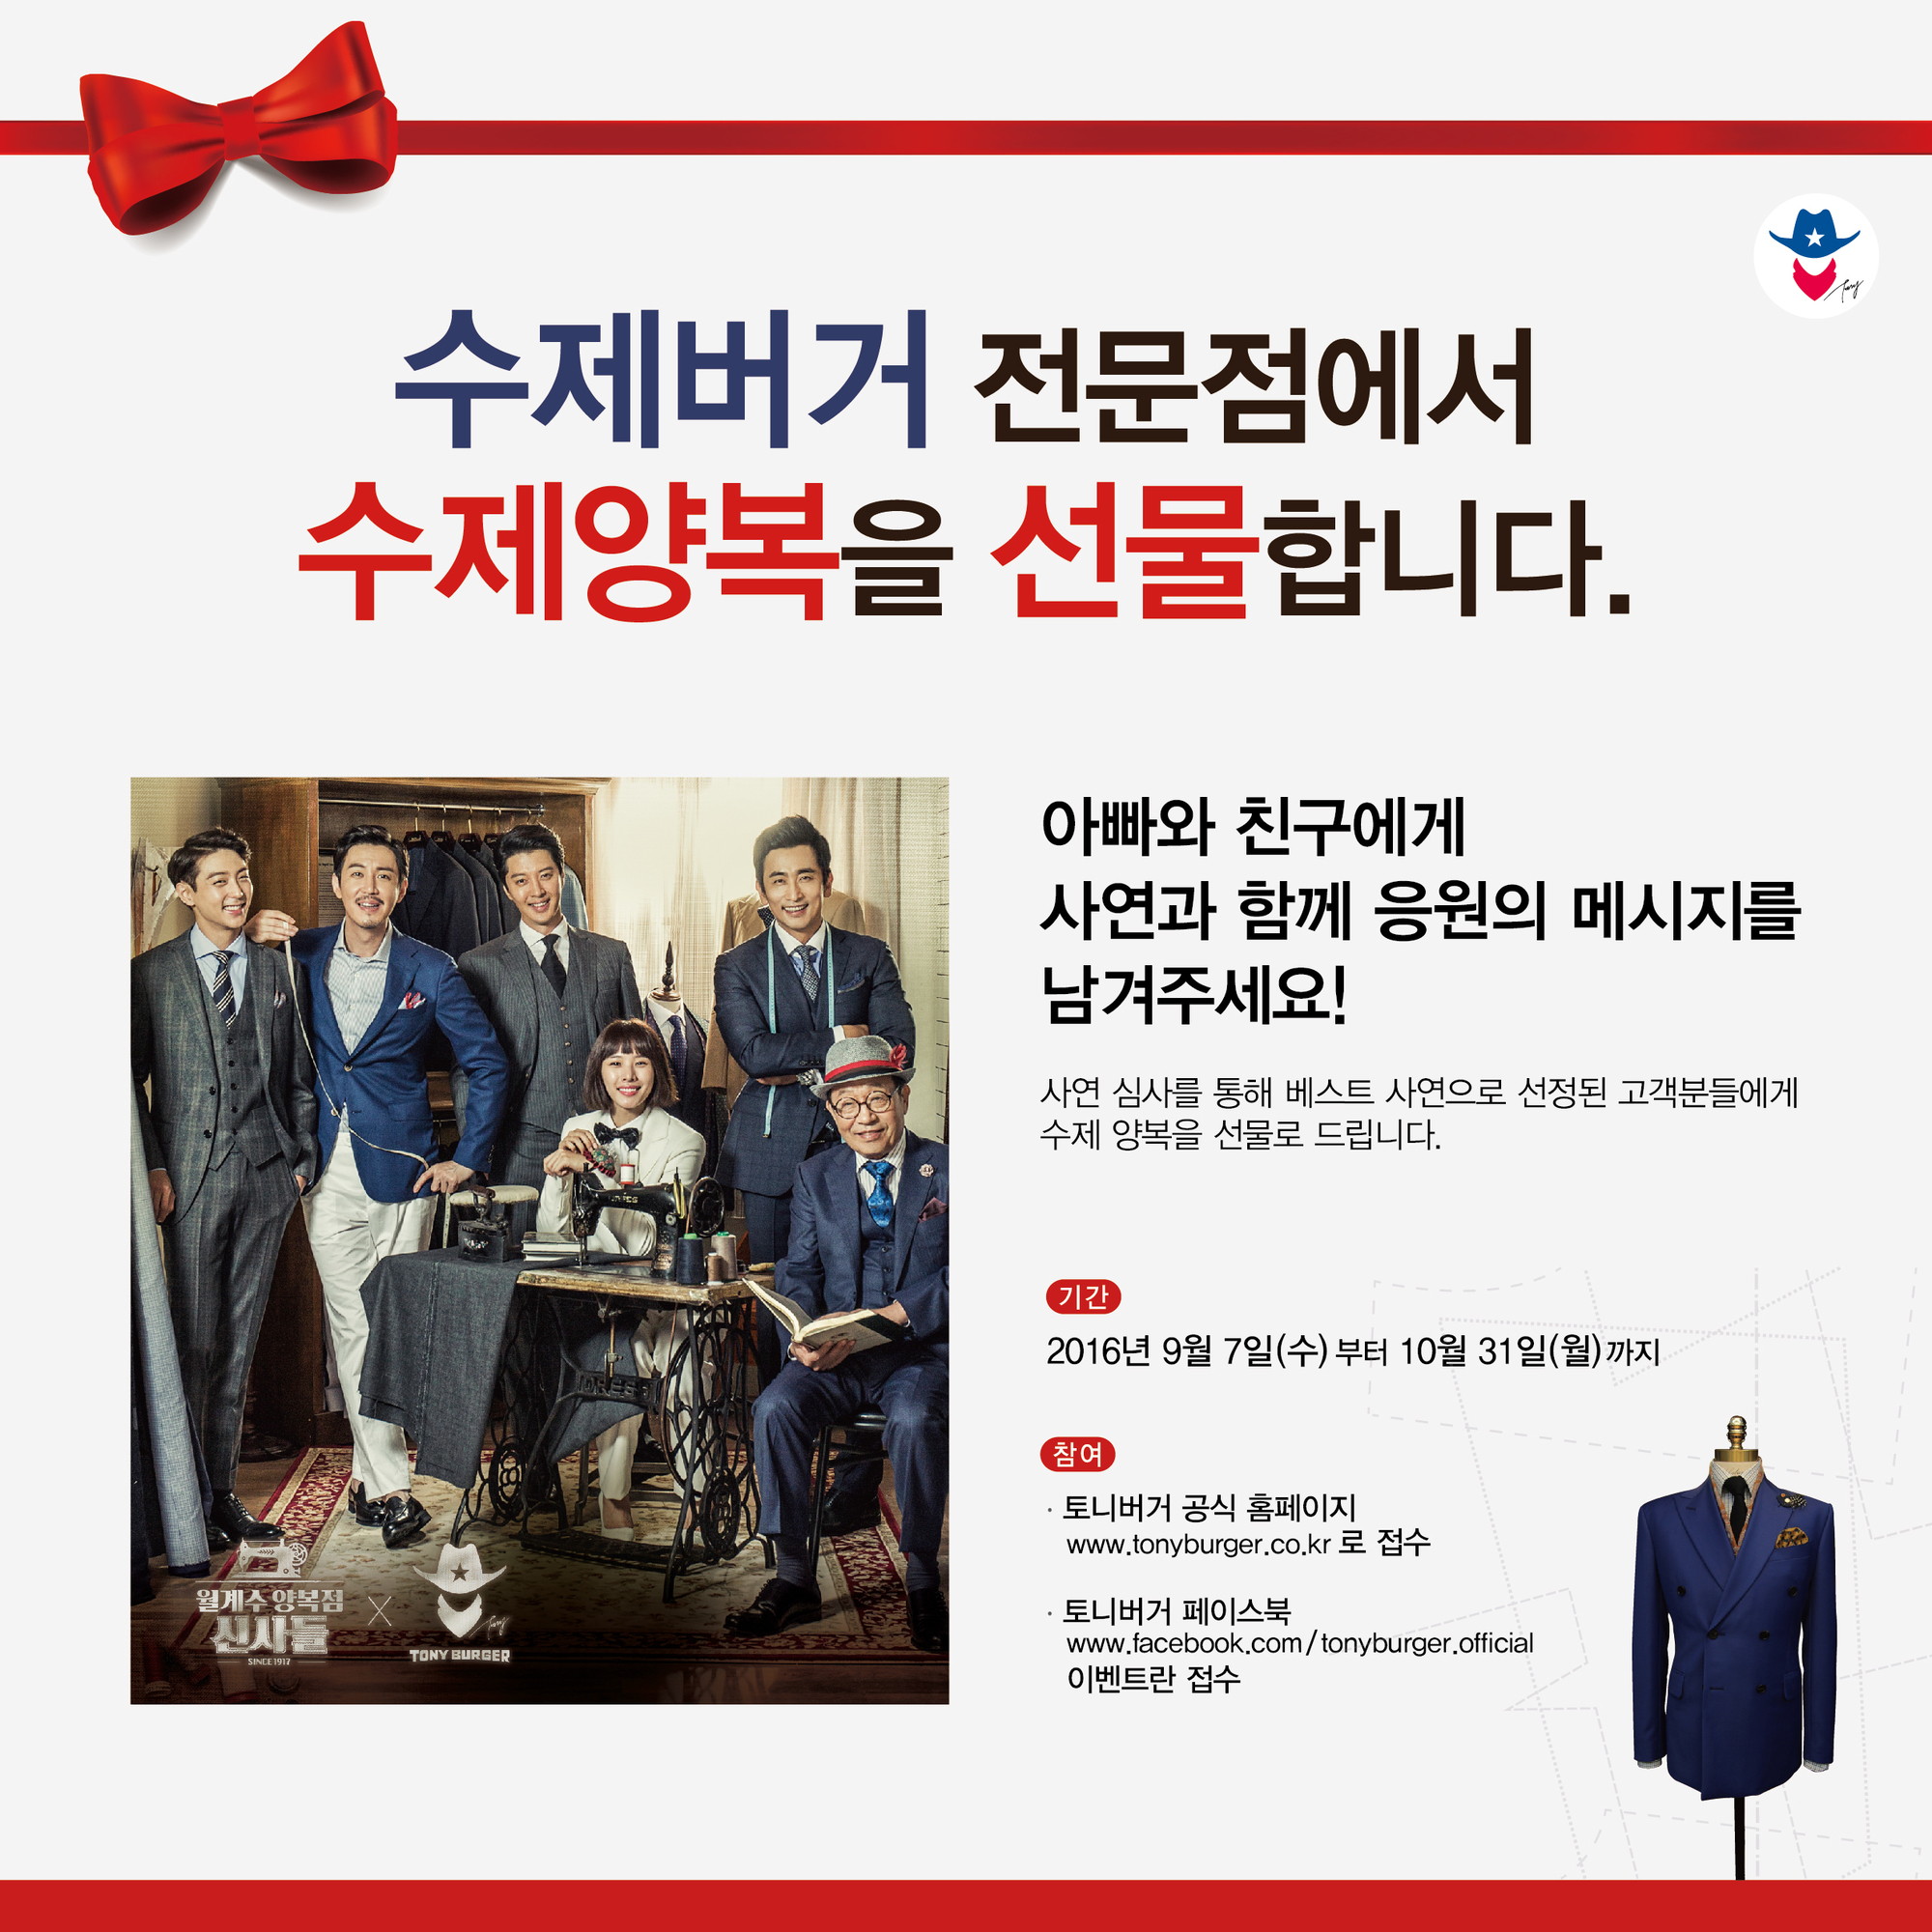 Tony
수제버거 전문점에서
수제양복을 선물합니다.
아빠와 친구에게
사연과 함께 응원의 메시지를
남겨주세요!
사연 심사를 통해 베스트 사연으로 선정된 고객분들에게
수제 양복을 선물로 드립니다.
기간
2016년 9월 7일(수) 부터 10월 31일(월) 까지
참여
· 토니버거 공식 홈페이지
www.tonyburger.co.kr 로 접수
· 토니버거 페이스북
www.facebook.com/tonyburger.official
이벤트란 접수
월계수 양복점
신사들
SINCE 1917
X
Tony
TONY BURGER